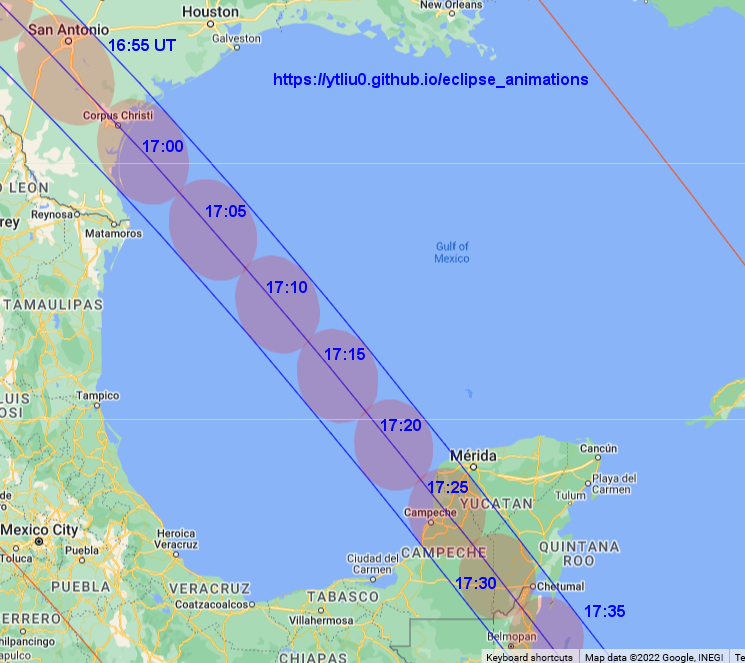 New Orleans
Houston
San Antonio
16:55 UT
Galveston
https://ytliu0.github.io/eclipse_animations
Corpus Christi
17:00
O LEON
Reynosa
17:05
rey
Matamoros
Gulf of
Mexico
17:10
TAMAULIPAS
17:15
LUIS
OSI
Tampico
17:20
Mérida
Cancún
17:25
Playa del
Carmen
Tulum
YUCATAN
de
Campeche
Mexico City
Heroica
Veracruz
Toluca
Puebla
CAMPECHE
QUINTANA
ROO
Ciudad del
Carmen
PUEBLA
VERACRUZ
17:30
Chetumal
Coatzacoalcos
TABASCO
17:35
ERRERO
Villahermosa
hilpancingo
Belmopan
CHIAPAS
Keyboard shortcuts
Map data ©2022 Google, INEGI
Te